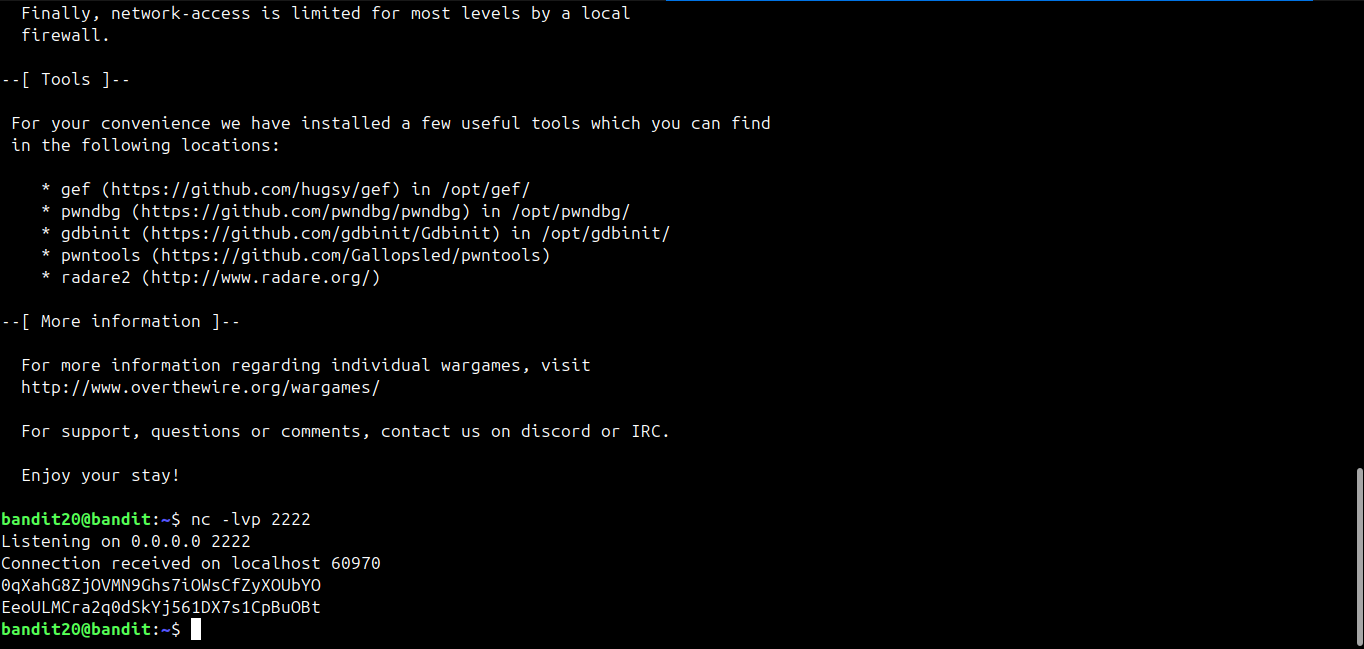 Finally, network-access is limited for most levels by a local
firewall.
--[ Tools ]--
For your convenience we have installed a few useful tools which you can find
in the following locations:
* gef (https://github.com/hugsy/gef) in /opt/gef/
* pwndbg (https://github.com/pwndbg/pwndbg) in /opt/pwndbg/
* gdbinit (https://github.com/gdbinit/Gdbinit) in /opt/gdbinit/
* pwntools (https://github.com/Gallopsled/pwntools)
* radare2 (http://www.radare.org/)
--[ More information ]--
For more information regarding individual wargames, visit
http://www.overthewire.org/wargames/
For support, questions or comments, contact us on discord or IRC.
Enjoy your stay!
bandit20@bandit:~$ nc -lvp 2222
Listening on 0.0.0.0 2222
Connection received on localhost 60970
0qXahG8ZjOVMN9Ghs7iOWsCfZyXOUbYO
EeoULMCra2q0dSkYj561DX7s1CpBuOBt
bandit20@bandit:~$